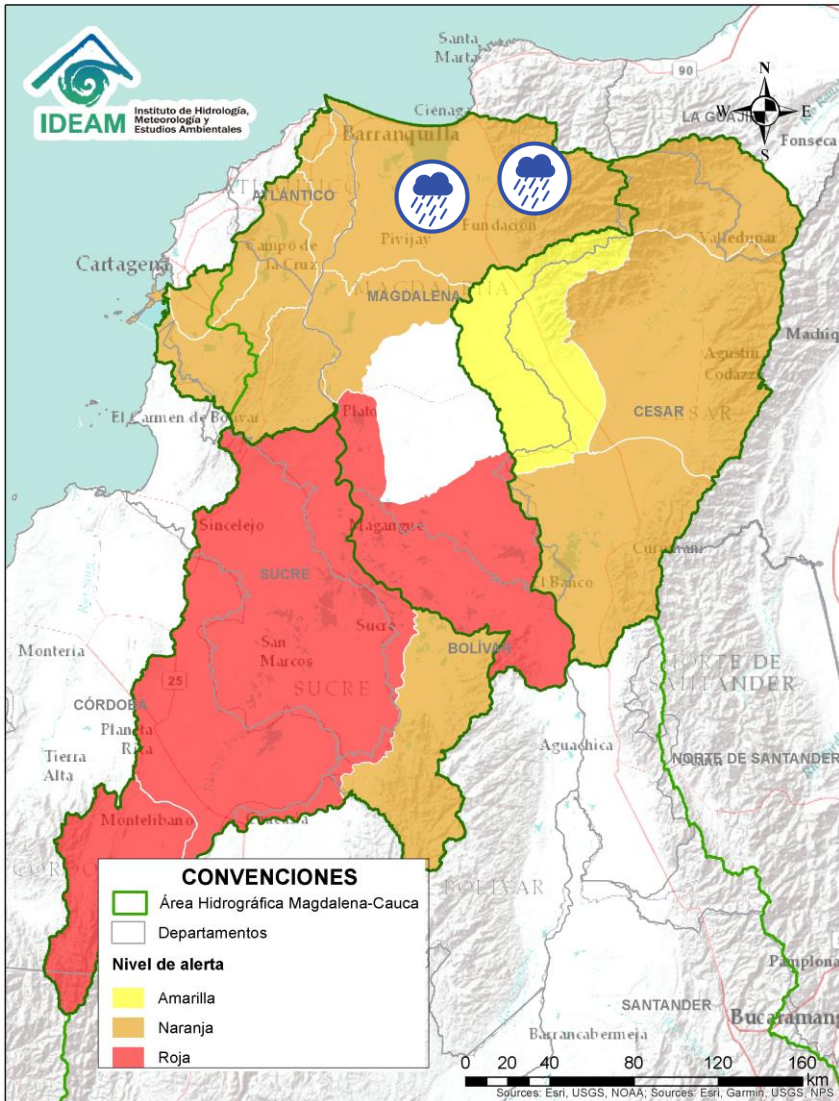 IDEAM
Instituto de Hidrología,
Meteorología y
Estudios Ambientales
Santa
Marta
90
N
W
E
S
LA GUAJIR
Fonseca
Ciénaga
Barranquilla
ATLÁNTICO
Fundación
Pivijay
Valledupar
Campo de
la Cruz
Cartagena
MAGDALENA
Machiq
Agustín
Codazzi
CESAR
El Carmen de Bolívar
Plato
Sincelejo
Magangué
Curumaní
El Banco
SUCRE
Sucre
BOLÍVAR
Montería
San
Marcos
SUCRE
NORTE DE
SANTANDER
25
CÓRDOBA
Planeta
Rica
Tierra
Alta
Aguachica
NORTE DE SANTANDER
Montelíbano
Caucasia
BOLÍVAR
CONVENCIONES
Área Hidrográfica Magdalena-Cauca
Departamentos
Nivel de alerta
Amarilla
Naranja
Roja
Pamplona
SANTANDER
Bucaramang
Barrancabermeja
0 20 40 80 120 160
km
Sources: Esri, USGS, NOAA; Sources: Esri, Garmin, USGS, NPS